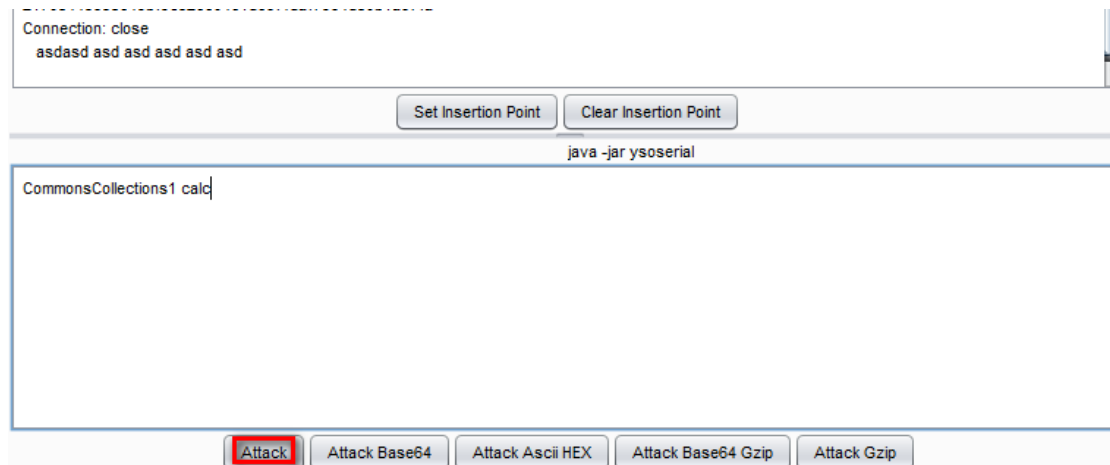 Connection: close
asdasd asd asd asd asd asd
Set Insertion Point Clear Insertion Point
java -jar ysoserial
CommonsCollections1 calc
Attack Attack Base64 Attack Ascii HEX Attack Base64 Gzip Attack Gzip